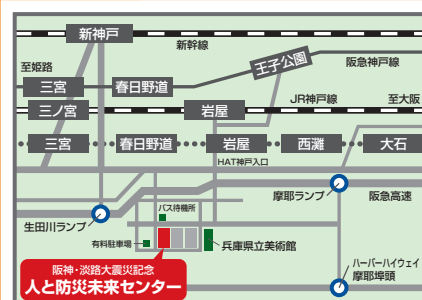 新神戸
新幹線
至姫路
王子公園
阪急神戸線
三宮
春日野道
三ノ宮
岩屋
JR神戸線
至大阪
三宮
春日野道
岩屋
西灘
大石
HAT神戸入口
摩耶ランプ
阪急高速
生田川ランプ
バス待機所
有料駐車場
兵庫県立美術館
阪神・淡路大震災記念
人と防災未来センター
ハーバーハイウェイ
摩耶埠頭